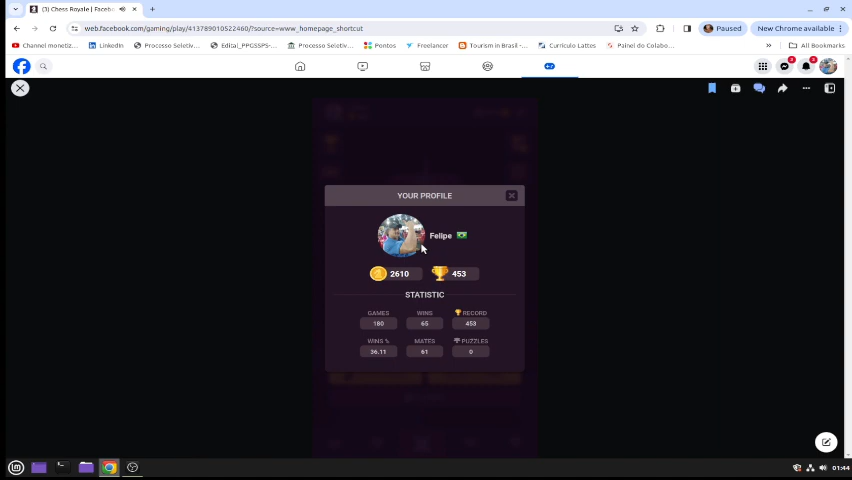 (3) Chess Royale | Facebo
web.facebook.com/gaming/play/413789010522460/?source=www_homepage_shortcut
Paused
New Chrome available
Channel monetiz...
LinkedIn
Processo Seletiv...
Edital_PPGSSPS-...
Processo Seletiv...
Pontos
Freelancer
Tourism in Brasil -...
Currículo Lattes
Painel do Colabo...
»
All Bookmarks
YOUR PROFILE
Felipe
2610
453
STATISTIC
GAMES
WINS
RECORD
180
65
453
WINS %
MATES
PUZZLES
36.11
61
0
01:44